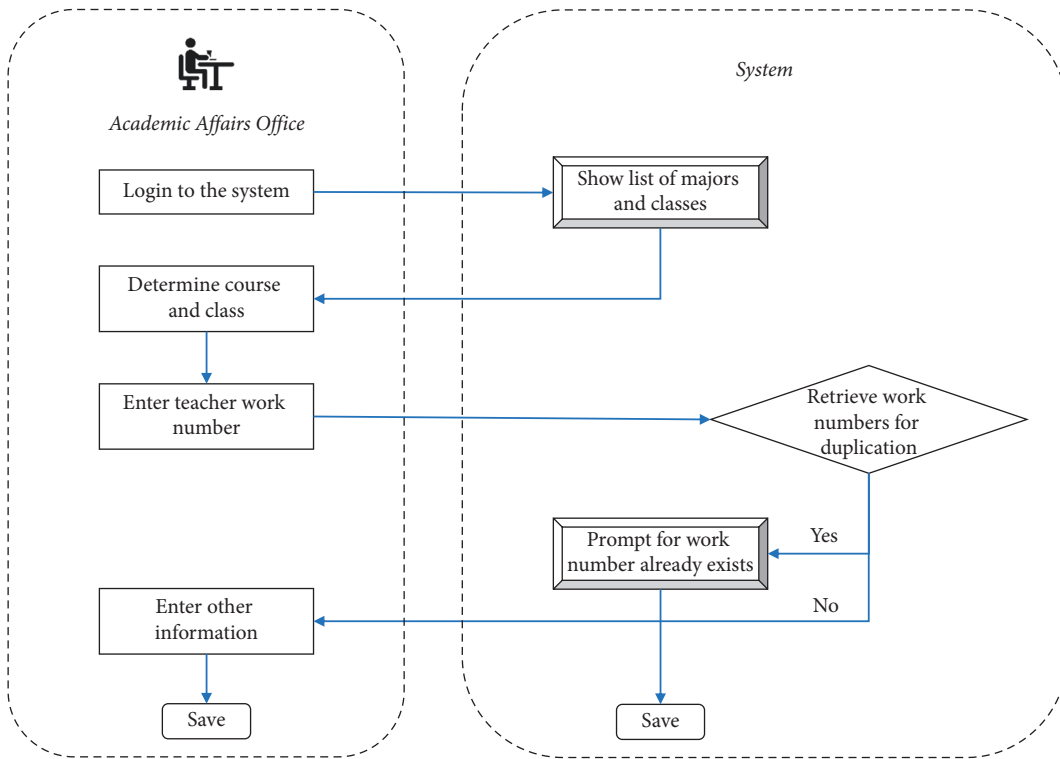 System
Academic Affairs Office
Login to the system
Show list of majors
and classes
Determine course
and class
Enter teacher work
number
Retrieve work
numbers for
duplication
Prompt for work
number already exists
Yes
Enter other
information
No
Save
Save